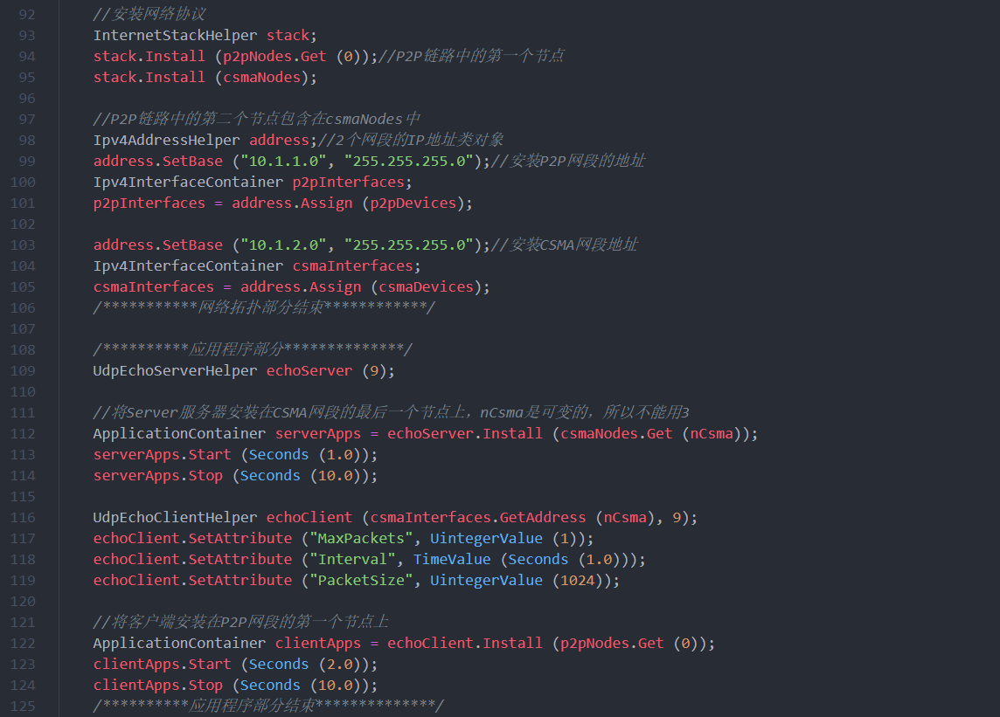 92 //安装网络协议
93 InternetStackHelper stack;
94 stack.Install (p2pNodes.Get (0));//P2P链路中的第一个节点
95 stack.Install (csmaNodes);
96
97 //P2P链路中的第二个节点包含在csmaNodes中
98 Ipv4AddressHelper address;//2个网段的IP地址类对象
99 address.SetBase ("10.1.1.0", "255.255.255.0");//安装P2P网段的地址
100 Ipv4InterfaceContainer p2pInterfaces;
101 p2pInterfaces = address.Assign (p2pDevices);
102
103 address.SetBase ("10.1.2.0", "255.255.255.0");//安装CSMA网段地址
104 Ipv4InterfaceContainer csmaInterfaces;
105 csmaInterfaces = address.Assign (csmaDevices);
106 /***********网络拓扑部分结束************/
107
108 /**********应用程序部分**************/
109 UdpEchoServerHelper echoServer (9);
110
111 //将Server服务器安装在CSMA网段的最后一个节点上，nCsma是可变的，所以不能用3
112 ApplicationContainer serverApps = echoServer.Install (csmaNodes.Get (nCsma));
113 serverApps.Start (Seconds (1.0));
114 serverApps.Stop (Seconds (10.0));
115
116 UdpEchoClientHelper echoClient (csmaInterfaces.GetAddress (nCsma), 9);
117 echoClient.SetAttribute ("MaxPackets", UintegerValue (1));
118 echoClient.SetAttribute ("Interval", TimeValue (Seconds (1.0)));
119 echoClient.SetAttribute ("PacketSize", UintegerValue (1024));
120
121 //将客户端安装在P2P网段的第一个节点上
122 ApplicationContainer clientApps = echoClient.Install (p2pNodes.Get (0));
123 clientApps.Start (Seconds (2.0));
124 clientApps.Stop (Seconds (10.0));
125 /**********应用程序部分结束**************/